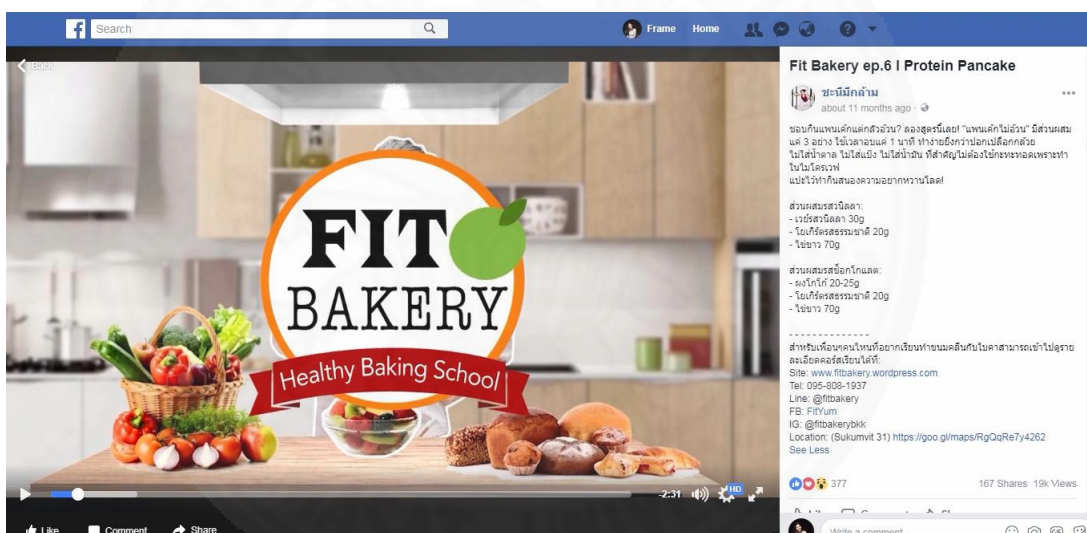 Search
Frame
Home
Back
FIT
BAKERY
Healthy Baking School
-2:31
HD
Like
Comment
Share
Fit Bakery ep.6 l Protein Pancake
ชะนีมีกล้าม
about 11 months ago
ชอบกินแพนเค้กแต่กลัวอ้วน? ลองสูตรนี้เลย! "แพนเค้กไม่อ้วน" มีส่วนผสม
แค่ 3 อย่าง ใช้เวลาอบแค่ 1 นาที ทำง่ายยิ่งกว่าปอกเปลือกกล้วย
ไม่ใส่น้ำตาล ไม่ใส่แป้ง ไม่ใส่น้ำมัน ที่สำคัญไม่ต้องใช้กะทะทอดเพราะทำ
ในไมโครเวฟ
แปะไว้ทำกินสนองความอยากหวานโลด!
ส่วนผสมรสวนิลลา:
- เวย์รสวนิลลา 30g
- โยเกิร์ตรสธรรมชาติ 20g
- ไข่ขาว 70g
ส่วนผสมรสช็อกโกแลต:
- ผงโกโก้ 20-25g
- โยเกิร์ตรสธรรมชาติ 20g
- ไข่ขาว 70g
- - - - - - - - - - - - -
สำหรับเพื่อนๆคนไหนที่อยากเรียนทำขนมคลีนกับใบคาสามารถเข้าไปดูราย
ละเอียดคอร์สเรียนได้ที่:
Site: www.fitbakery.wordpress.com
Tel: 095-808-1937
Line: @fitbakery
FB: FitYum
IG: @fitbakerybkk
Location: (Sukumvit 31) https://goo.gl/maps/RgQqRe7y4262
See Less
377
167 Shares 19k Views
Write a comment